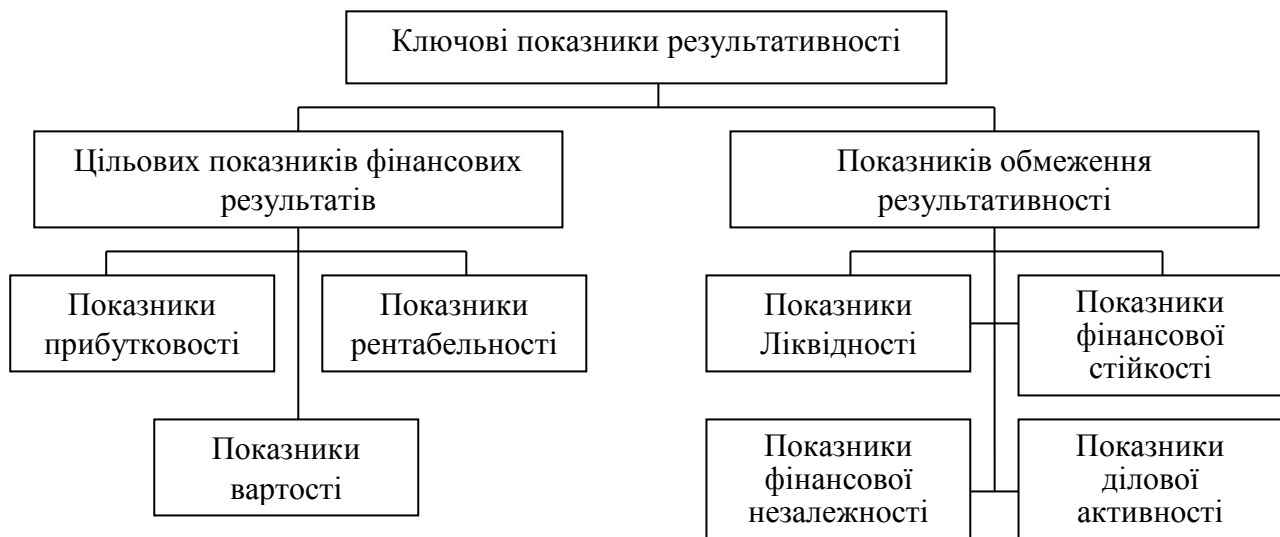 Ключові показники результативності
Цільових показників фінансових
результатів
Показників обмеження
результативності
Показники
прибутковості
Показники
рентабельності
Показники
Ліквідності
Показники
фінансової
стійкості
Показники
вартості
Показники
фінансової
незалежності
Показники
ділової
активності